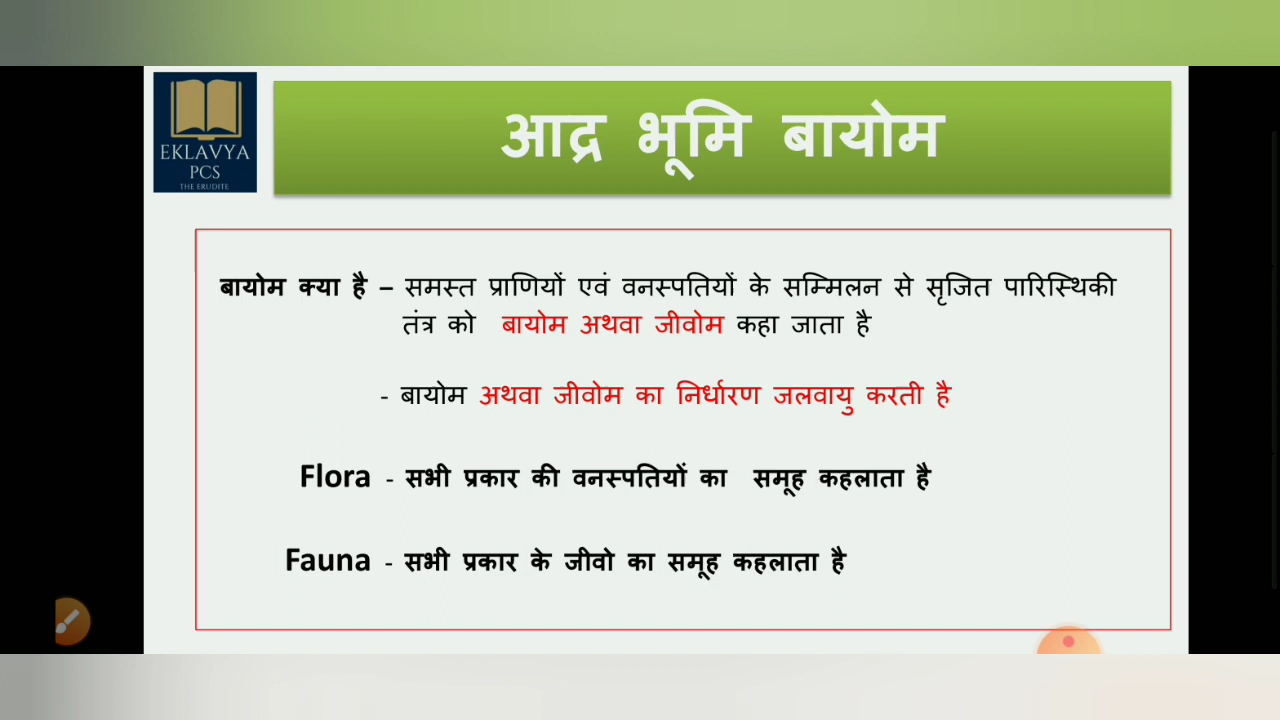 EKLAVYA
PCS
THE ERUDITE
आद्र भूमि बायोम
बायोम क्या है – समस्त प्राणियों एवं वनस्पतियों के सम्मिलन से सृजित पारिस्थिकी
तंत्र को बायोम अथवा जीवोम कहा जाता है
- बायोम अथवा जीवोम का निर्धारण जलवायु करती है
Flora - सभी प्रकार की वनस्पतियों का समूह कहलाता है
Fauna - सभी प्रकार के जीवो का समूह कहलाता है